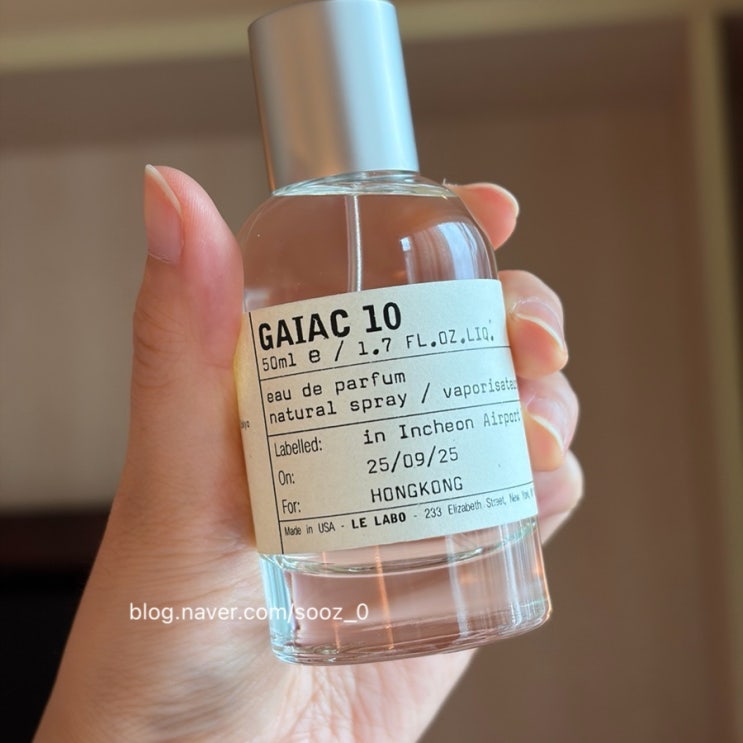 GAIAC 10
50ml e / 1.7 FL.OZ.LIQ.
eau de parfum
natural spray / vaporisate
Labelled: in Incheon Airport
On: 25/09/25
For: HONGKONG
Made in USA - LE LABO - 233 Elizabeth Street, New York
blog.naver.com/sooz_0